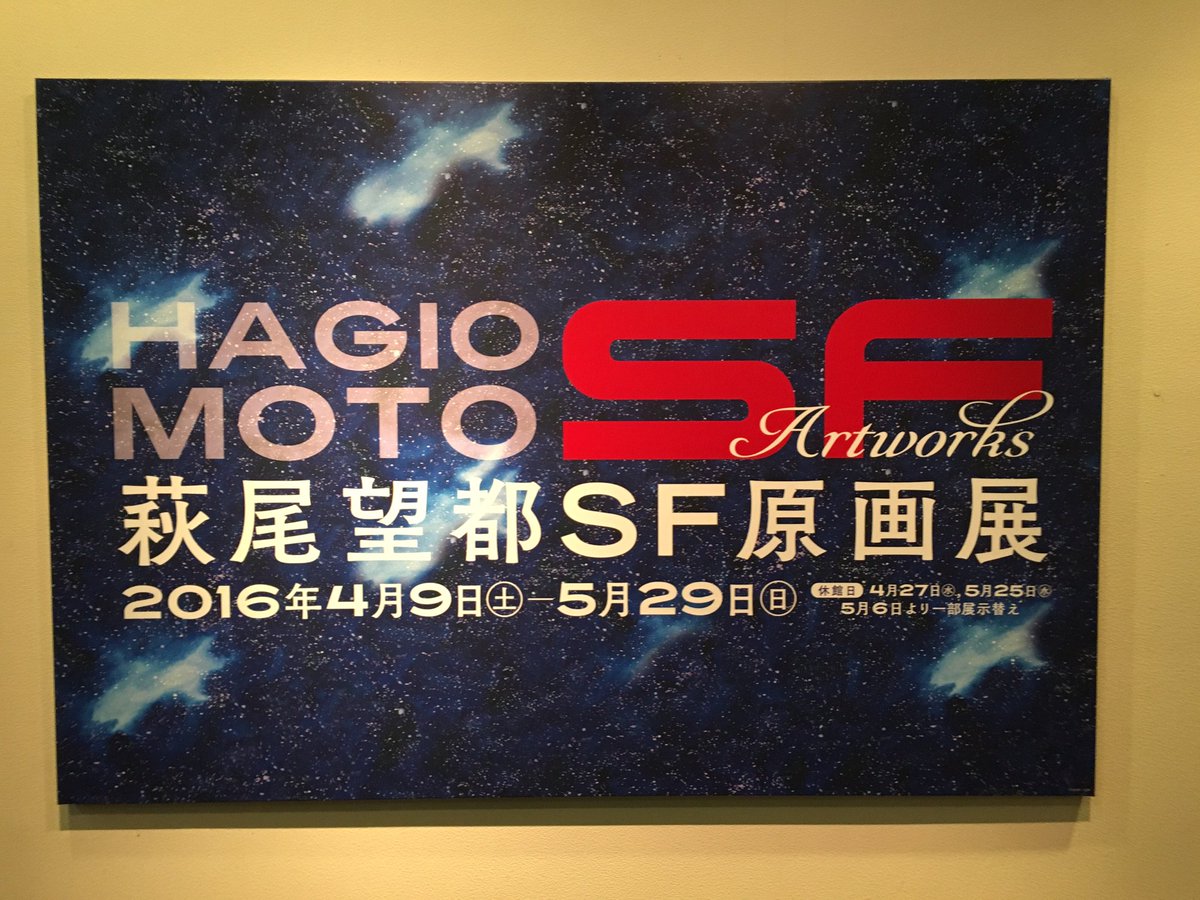 HAGIO
MOTO
SF
Artworks
萩尾望都SF原画展
2016年4月9日㊏—5月29日㊐
休館日 4月27日㊌, 5月25日㊌
5月6日より一部展示替え